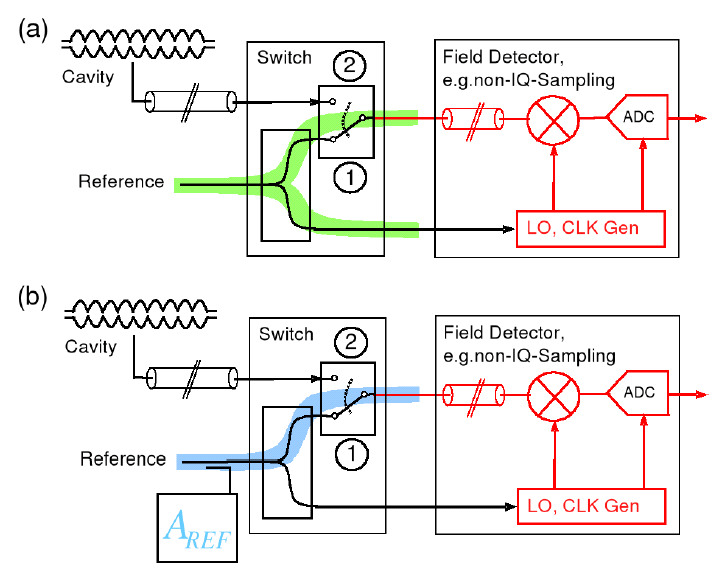 (a)
Cavity
Switch
2
Field Detector,
e.g.non-IQ-Sampling
ADC
Reference
1
LO, CLK Gen
(b)
Cavity
Switch
2
Field Detector,
e.g.non-IQ-Sampling
ADC
Reference
1
LO, CLK Gen
AREF